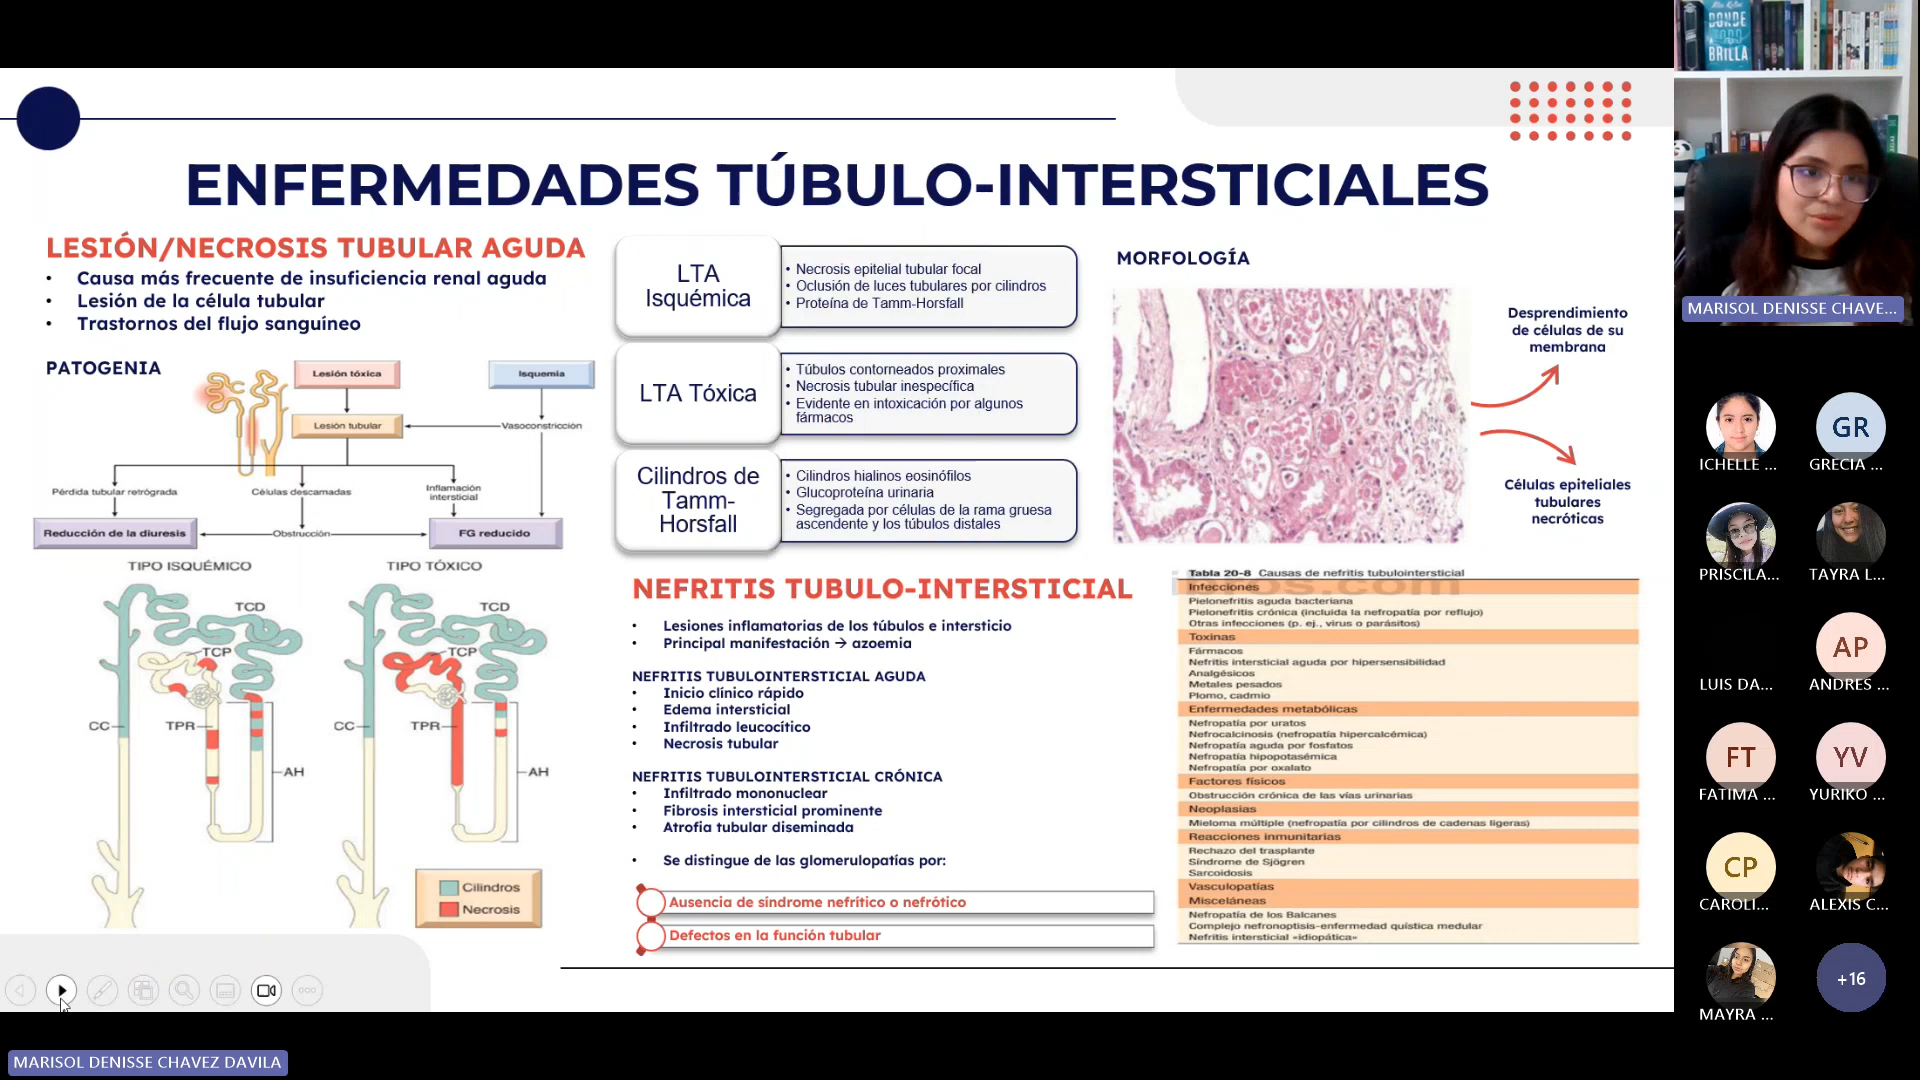 ENFERMEDADES TÚBULO-INTERSTICIALES
LESIÓN/NECROSIS TUBULAR AGUDA
• Causa más frecuente de insuficiencia renal aguda
• Lesión de la célula tubular
• Trastornos del flujo sanguíneo
PATOGENIA
Lesión tóxica
Isquemia
Lesión tubular
Vasoconstricción
Pérdida tubular retrógrada
Células descamadas
Inflamación
intersticial
Reducción de la diuresis
Obstrucción
FG reducido
TIPO ISQUÉMICO
TCD
TCP
CC
TPR
AH
TIPO TÓXICO
TCD
TCP
CC
TPR
AH
Cilindros
Necrosis
LTA
Isquémica
• Necrosis epitelial tubular focal
• Oclusión de luces tubulares por cilindros
• Proteína de Tamm-Horsfall
LTA Tóxica
• Túbulos contorneados proximales
• Necrosis tubular inespecífica
• Evidente en intoxicación por algunos
fármacos
Cilindros de
Tamm-
Horsfall
• Cilindros hialinos eosinófilos
• Glucoproteína urinaria
• Segregada por células de la rama gruesa
ascendente y los túbulos distales
MORFOLOGÍA
Desprendimiento
de células de su
membrana
Células epiteliales
tubulares
necróticas
NEFRITIS TUBULO-INTERSTICIAL
• Lesiones inflamatorias de los túbulos e intersticio
• Principal manifestación → azoemia
NEFRITIS TUBULOINTERSTICIAL AGUDA
• Inicio clínico rápido
• Edema intersticial
• Infiltrado leucocítico
• Necrosis tubular
NEFRITIS TUBULOINTERSTICIAL CRÓNICA
• Infiltrado mononuclear
• Fibrosis intersticial prominente
• Atrofia tubular diseminada
• Se distingue de las glomerulopatías por:
Ausencia de síndrome nefrítico o nefrótico
Defectos en la función tubular
Tabla 20-8 Causas de nefritis tubulointersticial
Infecciones
Pielonefritis aguda bacteriana
Pielonefritis crónica (incluida la nefropatía por reflujo)
Otras infecciones (p. ej., virus o parásitos)
Toxinas
Fármacos
Nefritis intersticial aguda por hipersensibilidad
Analgésicos
Metales pesados
Plomo, cadmio
Enfermedades metabólicas
Nefropatía por uratos
Nefrocalcinosis (nefropatía hipercalcémica)
Nefropatía aguda por fosfatos
Nefropatía hipopotasémica
Nefropatía por oxalato
Factores físicos
Obstrucción crónica de las vías urinarias
Neoplasias
Mieloma múltiple (nefropatía por cilindros de cadenas ligeras)
Reacciones inmunitarias
Rechazo del trasplante
Síndrome de Sjögren
Sarcoidosis
Vasculopatías
Misceláneas
Nefropatía de los Balcanes
Complejo nefronoptisis-enfermedad quística medular
Nefritis intersticial «idiopática»
DONDE
TODO
BRILLA
MARISOL DENISSE CHAVE...
ICHELLE ...
GR
GRECIA ...
PRISCILA...
TAYRA L...
LUIS DA...
AP
ANDRES ...
FT
FATIMA ...
YV
YURIKO ...
CP
CAROLI...
ALEXIS C...
MAYRA ...
+16
MARISOL DENISSE CHAVEZ DAVILA